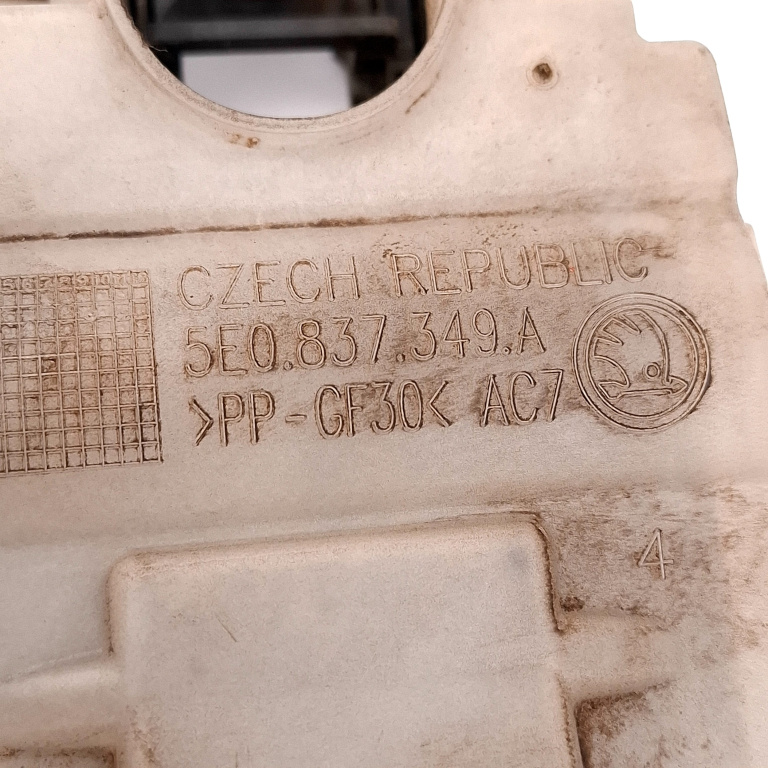 CZECH REPUBLIC
5E0.837.349.A
>PP-GF30< AC7
4